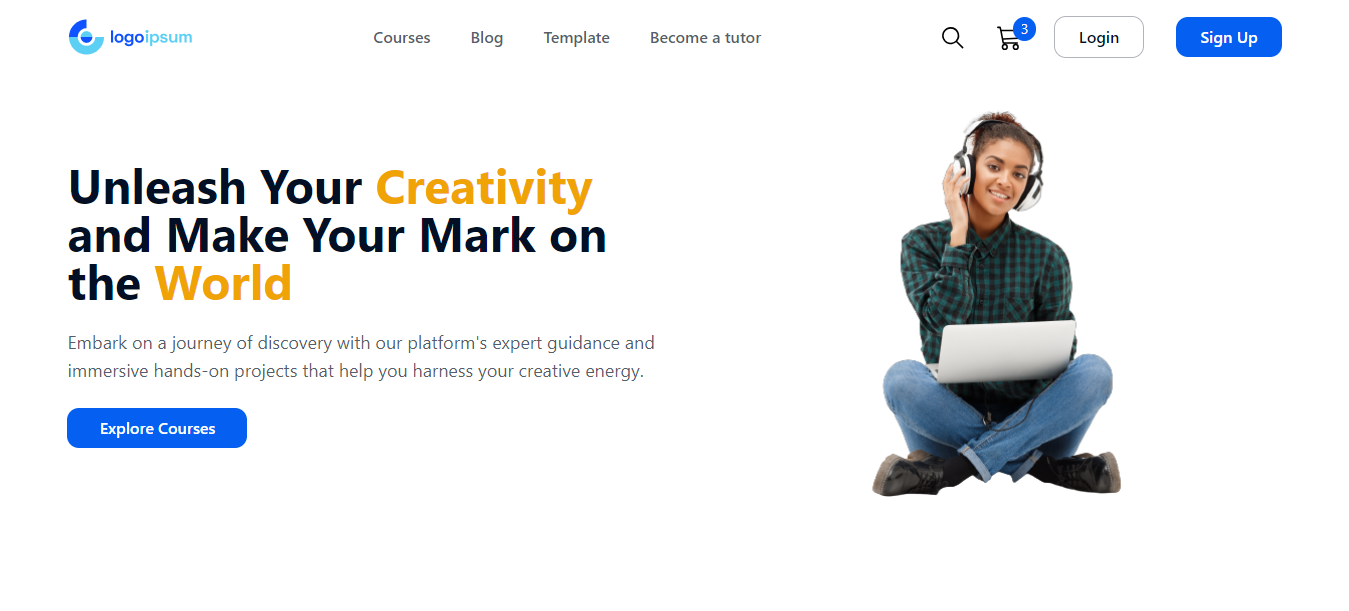 logoipsum
Courses
Blog
Template
Become a tutor
3
Login
Sign Up
Unleash Your Creativity
and Make Your Mark on
the World
Embark on a journey of discovery with our platform's expert guidance and
immersive hands-on projects that help you harness your creative energy.
Explore Courses